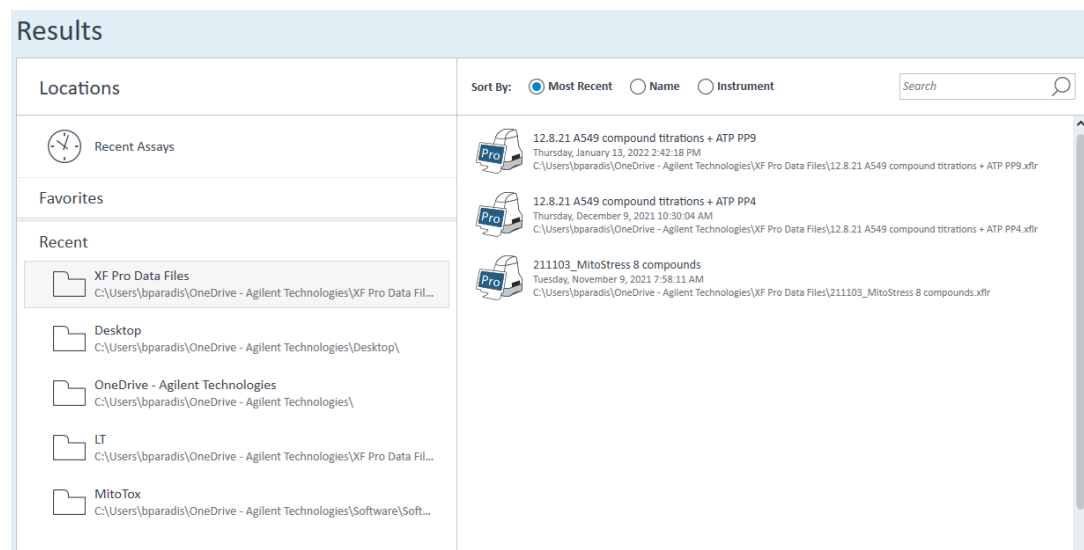 Results
Locations
Recent Assays
Favorites
Recent
XF Pro Data Files
C:\Users\bparadis\OneDrive - Agilent Technologies\XF Pro Data Fil...
Desktop
C:\Users\bparadis\OneDrive - Agilent Technologies\Desktop\
OneDrive - Agilent Technologies
C:\Users\bparadis\OneDrive - Agilent Technologies\
LT
C:\Users\bparadis\OneDrive - Agilent Technologies\XF Pro Data Fil...
MitoTox
C:\Users\bparadis\OneDrive - Agilent Technologies\Software\Soft...
Sort By: Most Recent Name Instrument Search
Pro
12.8.21 A549 compound titrations + ATP PP9
Thursday, January 13, 2022 2:42:18 PM
C:\Users\bparadis\OneDrive - Agilent Technologies\XF Pro Data Files\12.8.21 A549 compound titrations + ATP PP9.xflr
Pro
12.8.21 A549 compound titrations + ATP PP4
Thursday, December 9, 2021 10:30:04 AM
C:\Users\bparadis\OneDrive - Agilent Technologies\XF Pro Data Files\12.8.21 A549 compound titrations + ATP PP4.xflr
Pro
211103_MitoStress 8 compounds
Tuesday, November 9, 2021 7:58:11 AM
C:\Users\bparadis\OneDrive - Agilent Technologies\XF Pro Data Files\211103_MitoStress 8 compounds.xflr